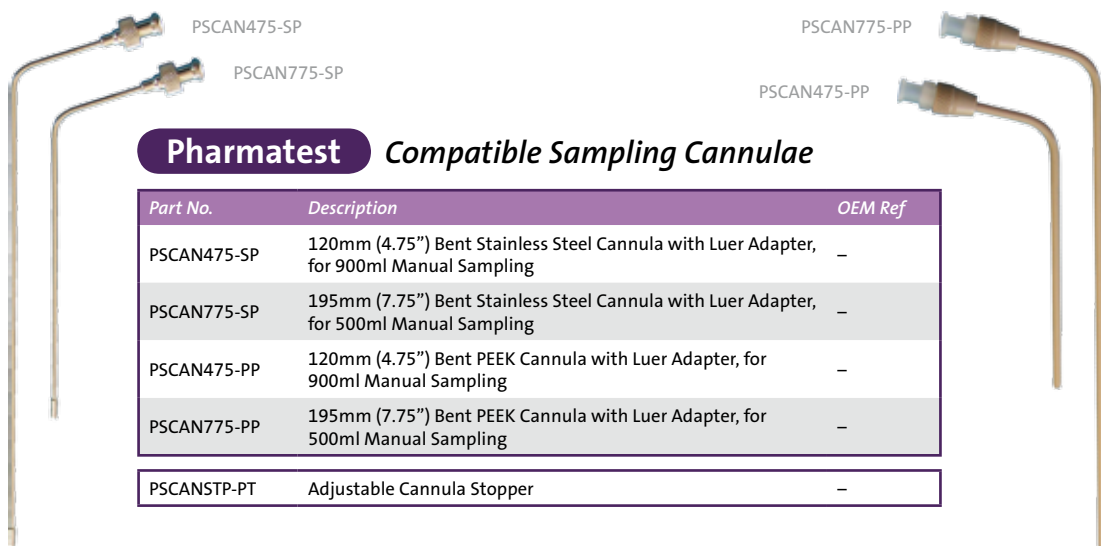 PSCAN475-SP
PSCAN775-PP
PSCAN775-SP
PSCAN475-PP
Pharmatest Compatible Sampling Cannulae
Part No. Description OEM Ref
PSCAN475-SP 120mm (4.75”) Bent Stainless Steel Cannula with Luer Adapter, –
for 900ml Manual Sampling
PSCAN775-SP 195mm (7.75”) Bent Stainless Steel Cannula with Luer Adapter, –
for 500ml Manual Sampling
PSCAN475-PP 120mm (4.75”) Bent PEEK Cannula with Luer Adapter, for –
900ml Manual Sampling
PSCAN775-PP 195mm (7.75”) Bent PEEK Cannula with Luer Adapter, for –
500ml Manual Sampling
PSCANSTP-PT Adjustable Cannula Stopper –